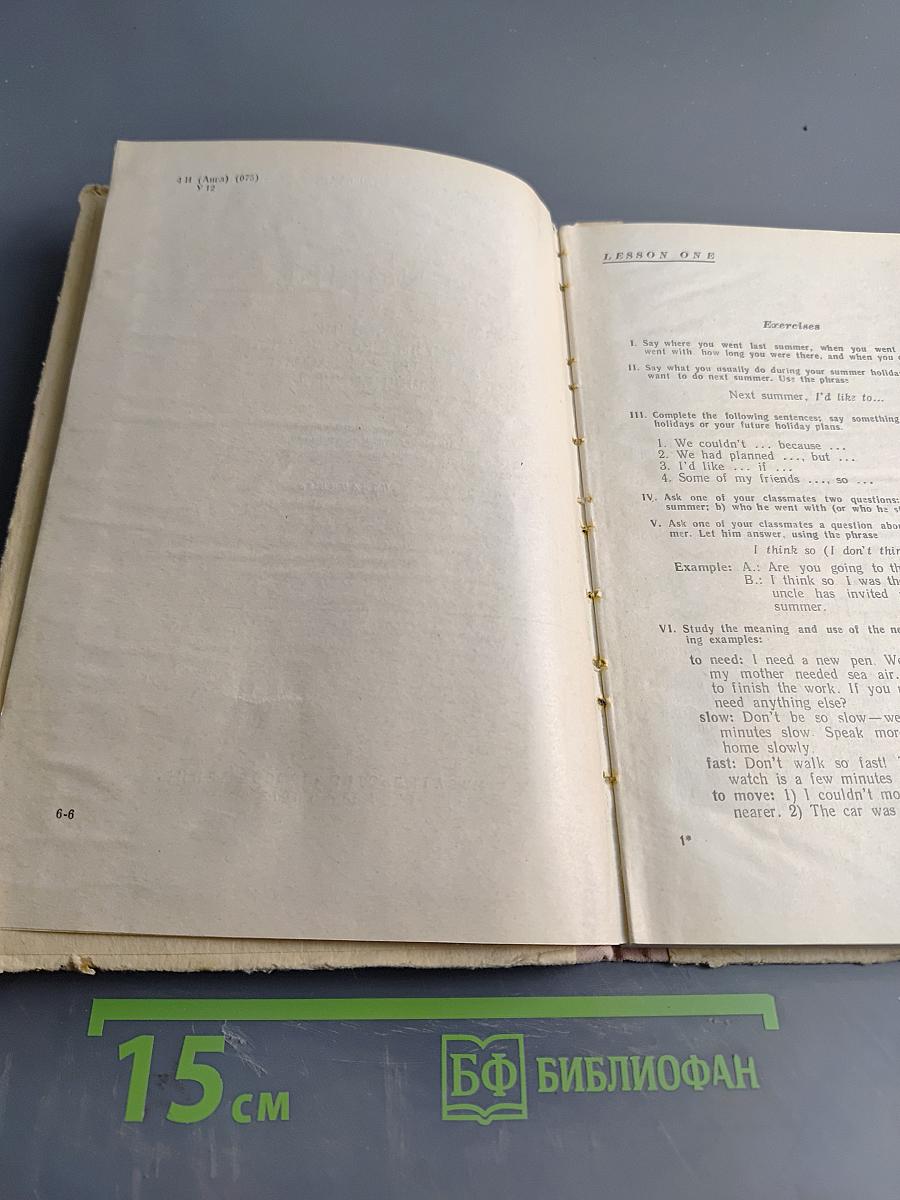 4 И (Англ) (075)
У 12
6-6
LESSON ONE
Exercises
I. Say where you went last summer, when you went
went with how long you were there, and when you
II. Say what you usually do during your summer holida
want to do next summer. Use the phrase
Next summer, I'd like to...
III. Complete the following sentences; say something
holidays or your future holiday plans.
1. We couldn't ... because ...
2. We had planned ..., but ...
3. I'd like ... if ...
4. Some of my friends ..., so ...
IV. Ask one of your classmates two questions:
summer; b) who he went with (or who he s
V. Ask one of your classmates a question abou
mer. Let him answer, using the phrase
I think so (I don't thin
Example: A.: Are you going to th
B.: I think so. I was the
uncle has invited
summer.
VI. Study the meaning and use of the ne
ing examples:
to need: I need a new pen. We
my mother needed sea air.
to finish the work. If you
need anything else?
slow: Don't be so slow—we
minutes slow. Speak mor
home slowly.
fast: Don't walk so fast!
watch is a few minutes
to move: 1) I couldn't mo
nearer. 2) The car was
1*
15 см
БФ БИБЛИОФАН